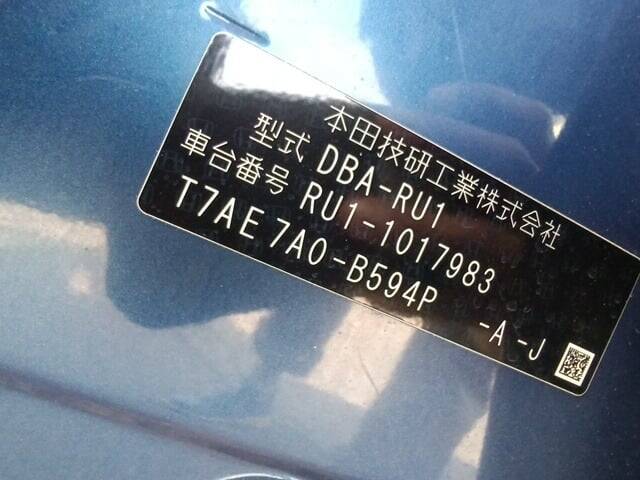 本田技研工業株式会社
型式 DBA-RU1
車台番号 RU1-1017983
T7AE 7A0-B594P -A -J